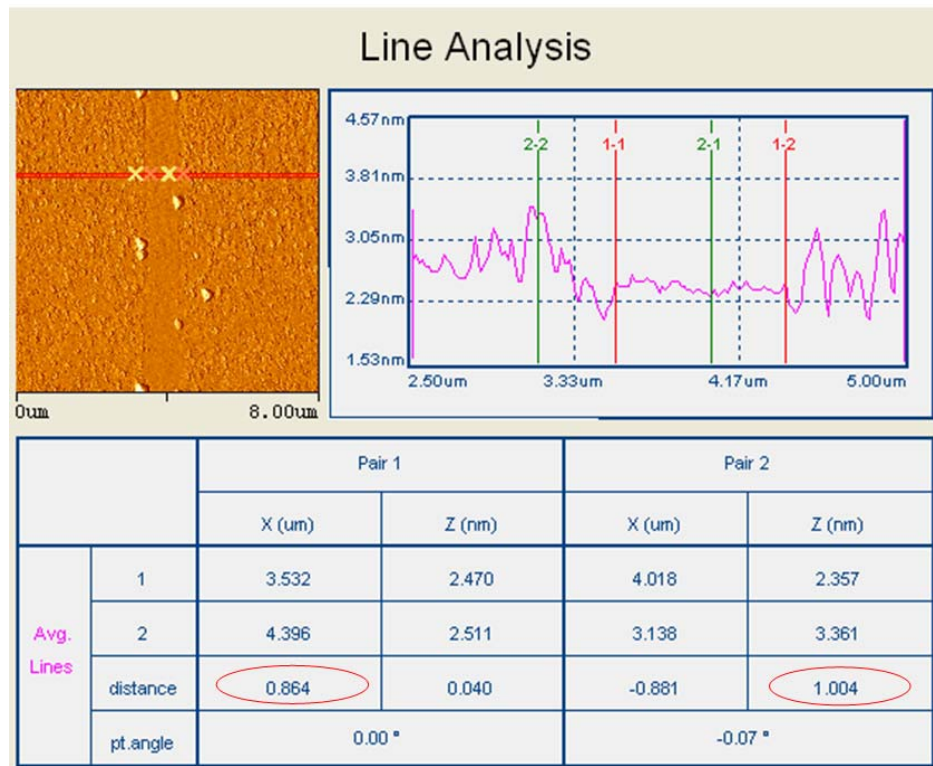 Line Analysis
4.57nm
3.81nm
3.05nm
2.29nm
1.53nm
2-2
1-1
2-1
1-2
2.50um 3.33um 4.17um 5.00um
0um 8.00um
Pair 1 Pair 2
X (um) Z (nm) X (um) Z (nm)
Avg. Lines
1 3.532 2.470 4.018 2.357
2 4.396 2.511 3.138 3.361
distance 0.864 0.040 -0.881 1.004
pt.angle 0.00 ° -0.07 °